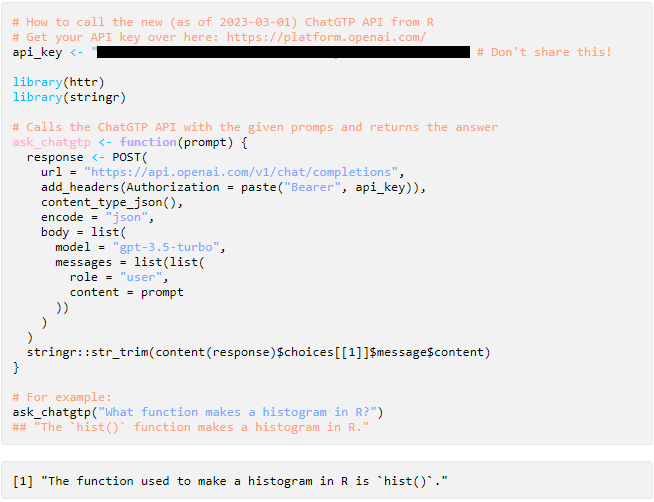 # How to call the new (as of 2023-03-01) ChatGTP API from R
# Get your API key over here: https://platform.openai.com/
api_key <- " # Don't share this!
library(httr)
library(stringr)
# Calls the ChatGTP API with the given promps and returns the answer
ask_chatgtp <- function(prompt) {
  response <- POST(
    url = "https://api.openai.com/v1/chat/completions",
    add_headers(Authorization = paste("Bearer", api_key)),
    content_type_json(),
    encode = "json",
    body = list(
      model = "gpt-3.5-turbo",
      messages = list(list(
        role = "user",
        content = prompt
      ))
    )
  )
  stringr::str_trim(content(response)$choices[[1]]$message$content)
}
# For example:
ask_chatgtp("What function makes a histogram in R?")
## "The `hist()` function makes a histogram in R."
[1] "The function used to make a histogram in R is `hist()`."